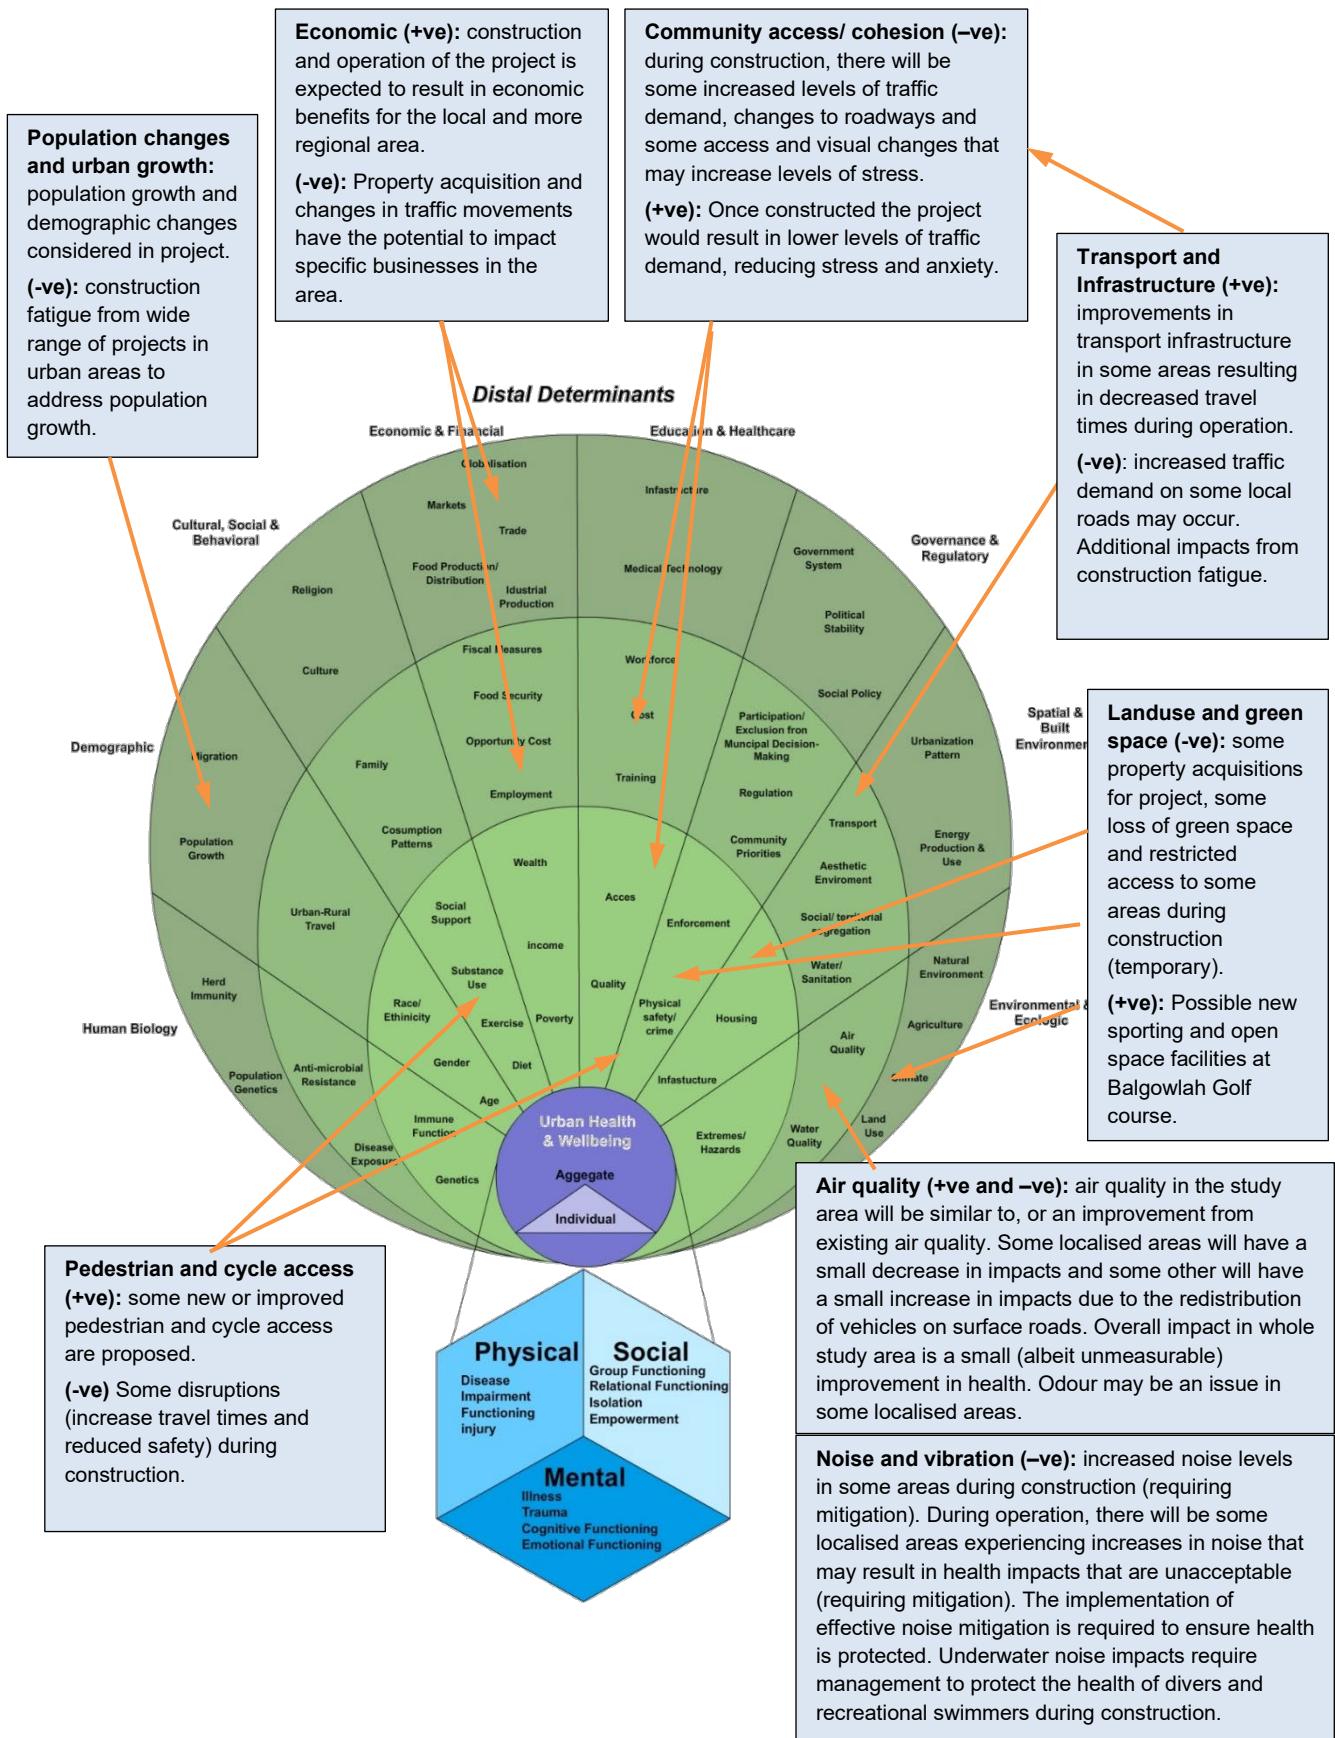 Economic (+ve): construction
and operation of the project is
expected to result in economic
benefits for the local and more
regional area.
(-ve): Property acquisition and
changes in traffic movements
have the potential to impact
specific businesses in the
area.
Community access/ cohesion (–ve):
during construction, there will be
some increased levels of traffic
demand, changes to roadways and
some access and visual changes that
may increase levels of stress.
(+ve): Once constructed the project
would result in lower levels of traffic
demand, reducing stress and anxiety.
Population changes
and urban growth:
population growth and
demographic changes
considered in project.
(-ve): construction
fatigue from wide
range of projects in
urban areas to
address population
growth.
Transport and
Infrastructure (+ve):
improvements in
transport infrastructure
in some areas resulting
in decreased travel
times during operation.
(-ve): increased traffic
demand on some local
roads may occur.
Additional impacts from
construction fatigue.
Distal Determinants
Economic & Financial
Education & Healthcare
Cultural, Social &
Behavioral
Governance &
Regulatory
Demographic
Spatial &
Built
Environmen
Human Biology
Environmental &
Ecologic
Globalisation
Markets
Trade
Food Production/
Distribution
Idustrial
Production
Infastructure
Medical Technology
Government
System
Political
Stability
Social Policy
Religion
Culture
Migration
Population
Growth
Herd
Immunity
Population
Genetics
Urbanization
Pattern
Energy
Production &
Use
Natural
Environment
Agriculture
Climate
Land
Use
Fiscal Measures
Food Security
Opportunity Cost
Employment
Workforce
Cost
Training
Participation/
Exclusion fron
Muncipal Decision-
Making
Regulation
Community
Priorities
Transport
Aesthetic
Enviroment
Social/ territorial
segregation
Water/
Sanitation
Air
Quality
Water
Quality
Family
Cosumption
Patterns
Urban-Rural
Travel
Anti-microbial
Resistance
Disease
Exposure
Wealth
income
Poverty
Acces
Quality
Enforcement
Physical
safety/
crime
Housing
Infastucture
Extremes/
Hazards
Social
Support
Substance
Use
Exercise
Diet
Race/
Ethinicity
Gender
Age
Immune
Function
Genetics
Urban Health
& Wellbeing
Aggegate
Individual
Landuse and green
space (-ve): some
property acquisitions
for project, some
loss of green space
and restricted
access to some
areas during
construction
(temporary).
(+ve): Possible new
sporting and open
space facilities at
Balgowlah Golf
course.
Pedestrian and cycle access
(+ve): some new or improved
pedestrian and cycle access
are proposed.
(-ve) Some disruptions
(increase travel times and
reduced safety) during
construction.
Physical
Disease
Impairment
Functioning
injury
Social
Group Functioning
Relational Functioning
Isolation
Empowerment
Mental
Illness
Trauma
Cognitive Functioning
Emotional Functioning
Air quality (+ve and –ve): air quality in the study
area will be similar to, or an improvement from
existing air quality. Some localised areas will have a
small decrease in impacts and some other will have
a small increase in impacts due to the redistribution
of vehicles on surface roads. Overall impact in whole
study area is a small (albeit unmeasurable)
improvement in health. Odour may be an issue in
some localised areas.
Noise and vibration (–ve): increased noise levels
in some areas during construction (requiring
mitigation). During operation, there will be some
localised areas experiencing increases in noise that
may result in health impacts that are unacceptable
(requiring mitigation). The implementation of
effective noise mitigation is required to ensure health
is protected. Underwater noise impacts require
management to protect the health of divers and
recreational swimmers during construction.